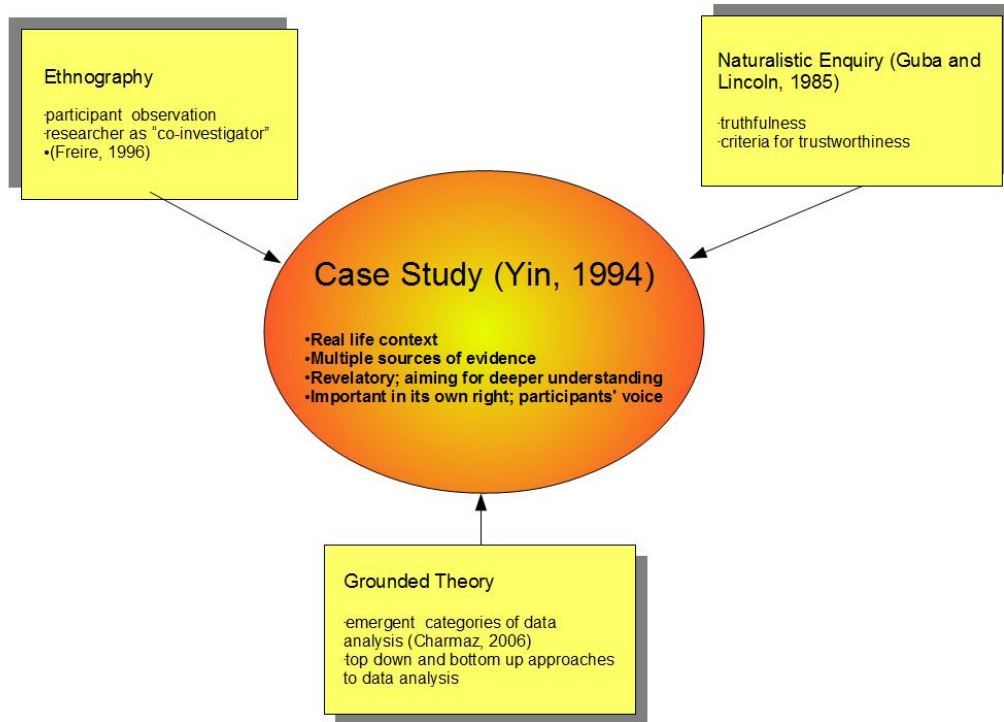 Ethnography
-participant observation
-researcher as “co-investigator”
•(Freire, 1996)
Naturalistic Enquiry (Guba and
Lincoln, 1985)
-truthfulness
-criteria for trustworthiness
Case Study (Yin, 1994)
•Real life context
•Multiple sources of evidence
•Revelatory; aiming for deeper understanding
•Important in its own right; participants' voice
Grounded Theory
-emergent categories of data
analysis (Charmaz, 2006)
-top down and bottom up approaches
to data analysis